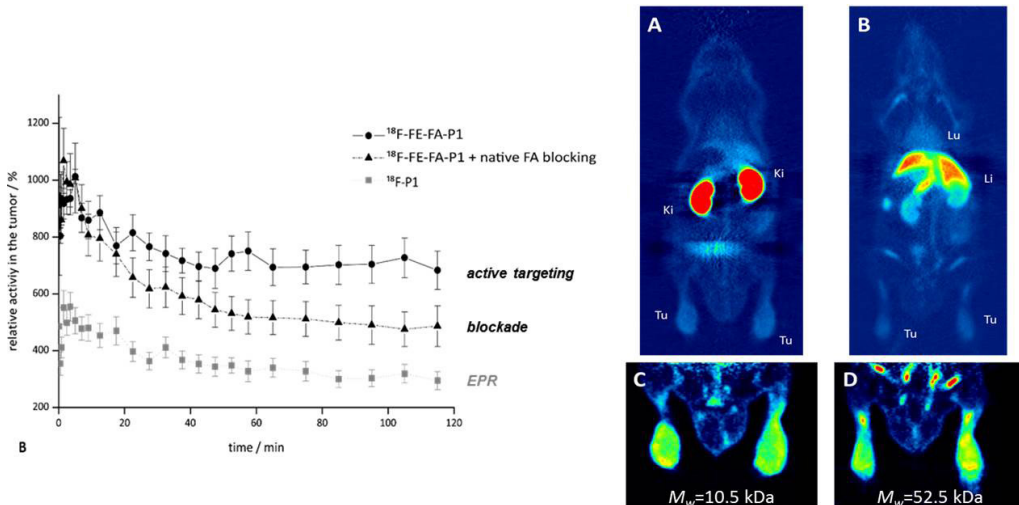 1200
1000
800
600
400
200
0
20
40
60
80
100
120
relative activiy in the tumor / %
time / min
B
¹⁸F-FE-FA-P1
¹⁸F-FE-FA-P1 + native FA blocking
¹⁸F-P1
active targeting
blockade
EPR
A
Ki
Ki
Tu
Tu
B
Lu
Li
Tu
Tu
C
Mw=10.5 kDa
D
Mw=52.5 kDa